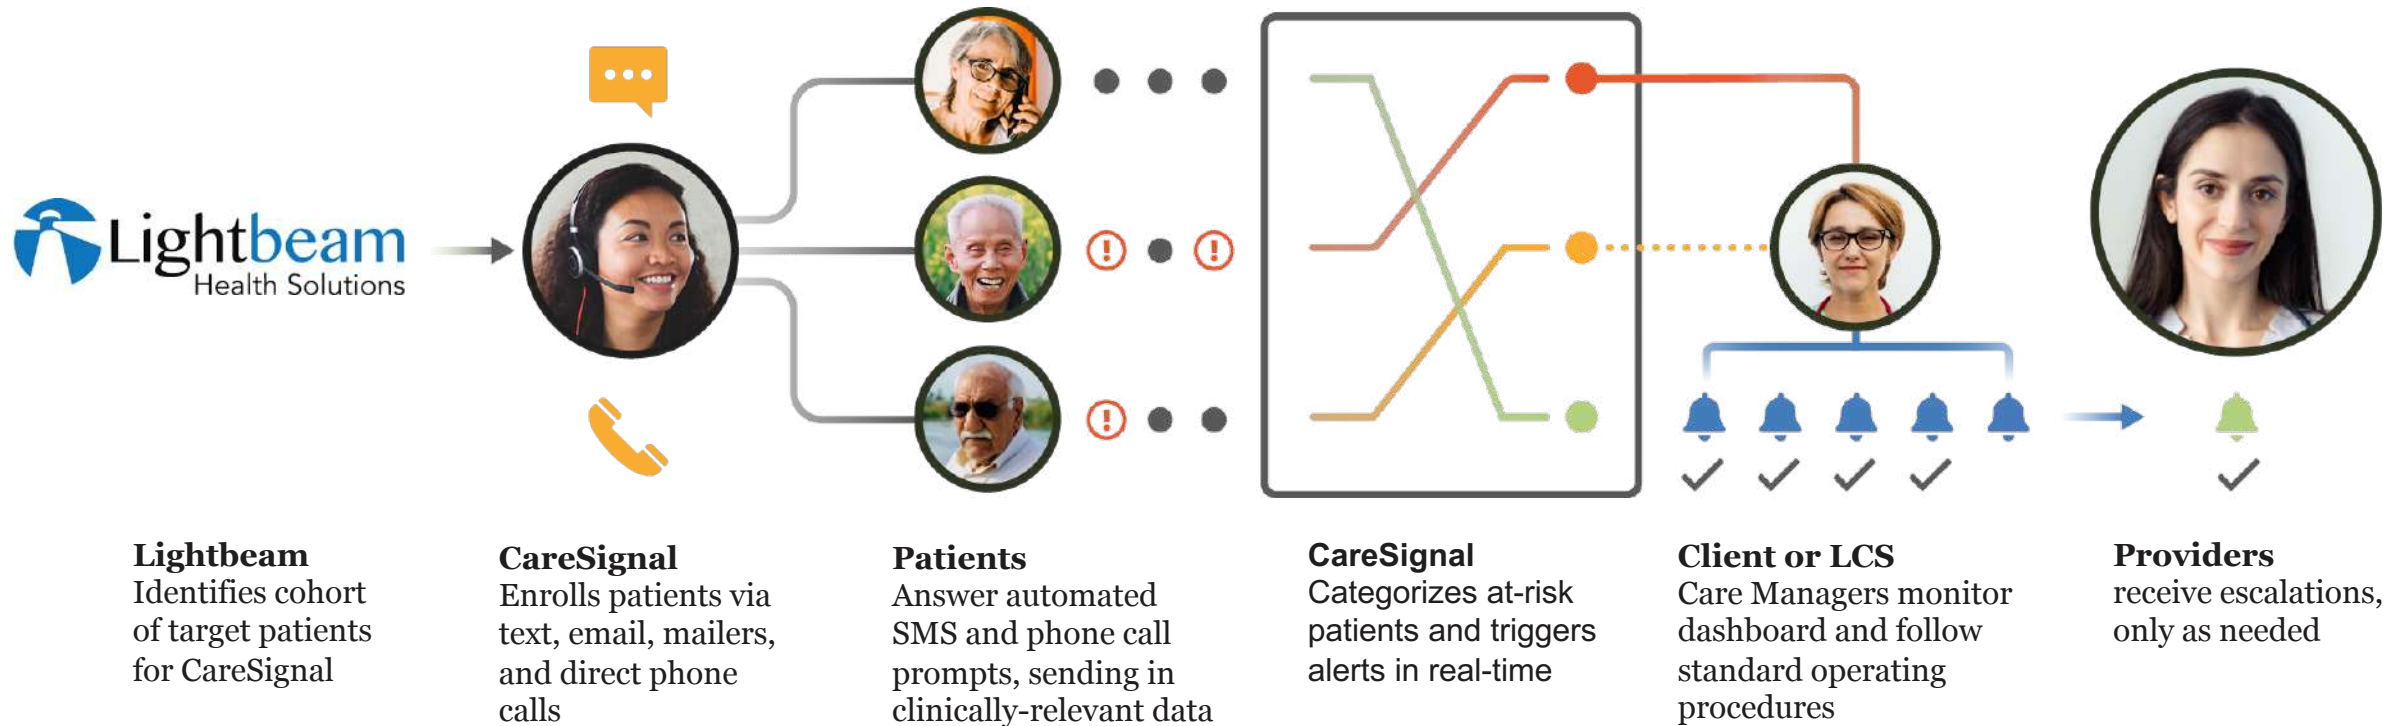 Lightbeam
Health Solutions
Lightbeam
Identifies cohort
of target patients
for CareSignal
CareSignal
Enrolls patients via
text, email, mailers,
and direct phone
calls
Patients
Answer automated
SMS and phone call
prompts, sending in
clinically-relevant data
CareSignal
Categorizes at-risk
patients and triggers
alerts in real-time
Client or LCS
Care Managers monitor
dashboard and follow
standard operating
procedures
Providers
receive escalations,
only as needed